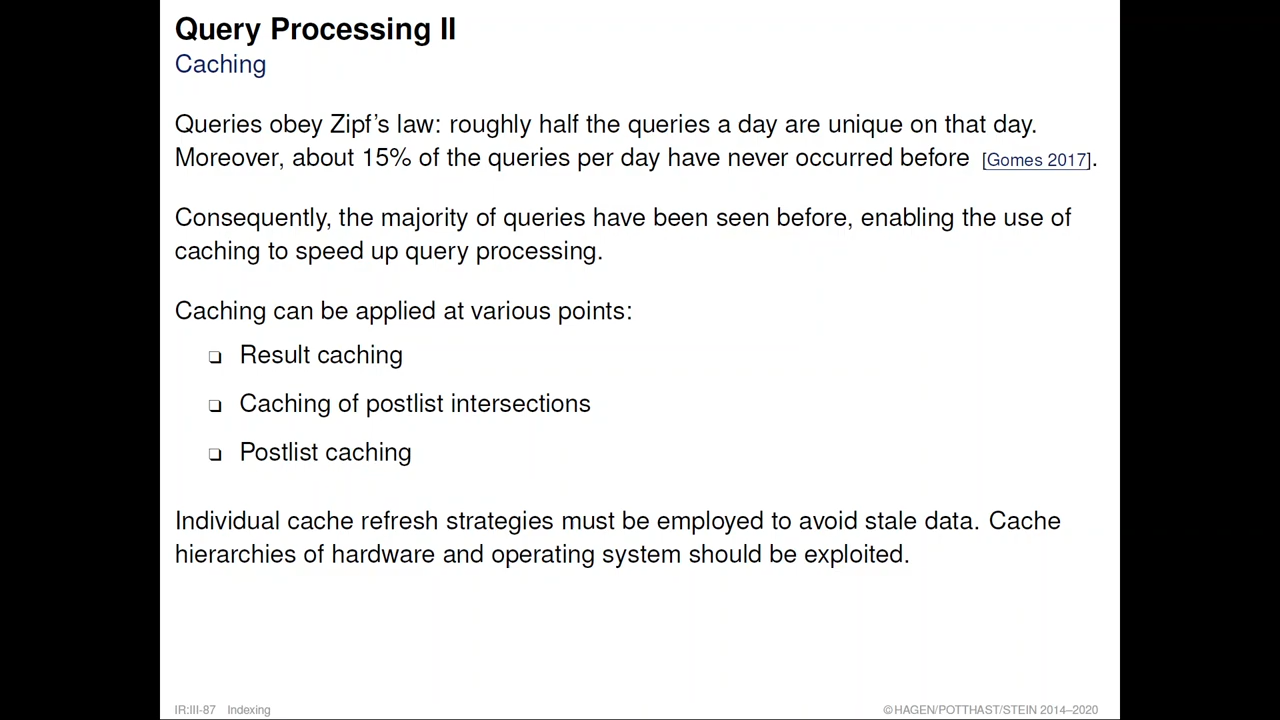 Query Processing II
Caching
Queries obey Zipf's law: roughly half the queries a day are unique on that day.
Moreover, about 15% of the queries per day have never occurred before [Gomes 2017].
Consequently, the majority of queries have been seen before, enabling the use of
caching to speed up query processing.
Caching can be applied at various points:
❑ Result caching
❑ Caching of postlist intersections
❑ Postlist caching
Individual cache refresh strategies must be employed to avoid stale data. Cache
hierarchies of hardware and operating system should be exploited.
IR:III-87 Indexing
©HAGEN/POTTHAST/STEIN 2014–2020